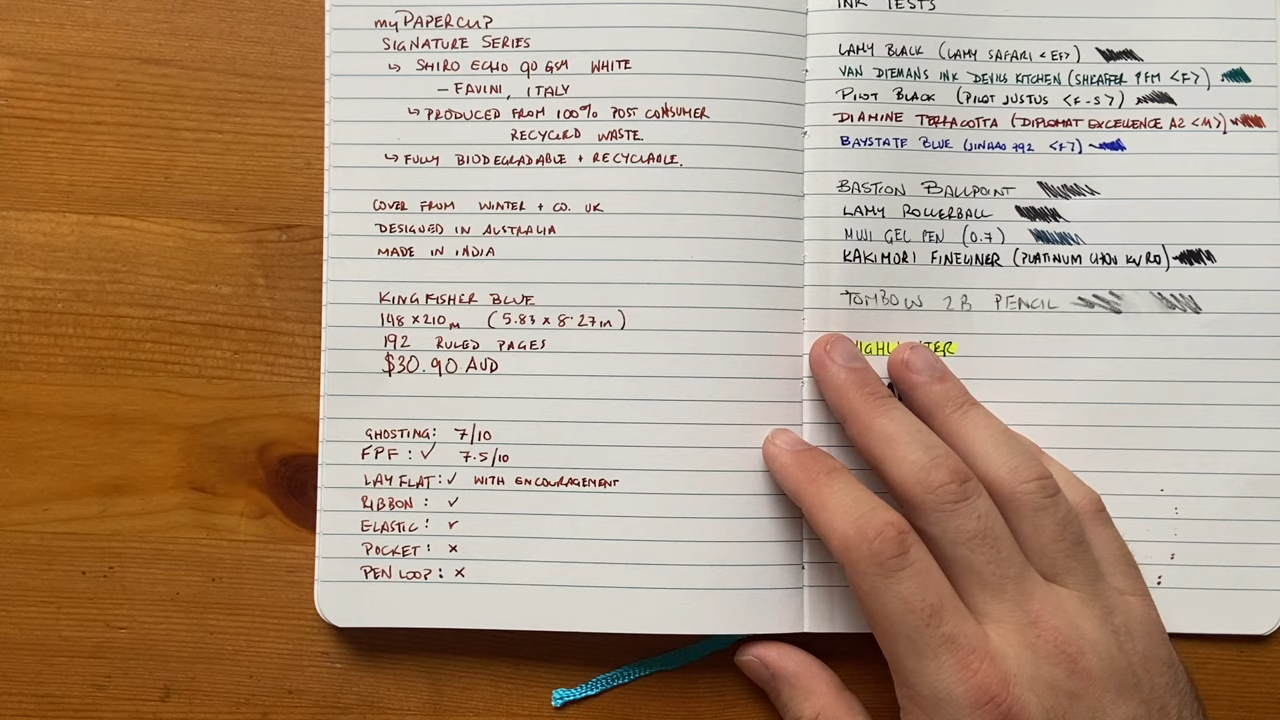 myPAPERCUP
SIGNATURE SERIES
↳ SHIRO ECHO 90 GSM WHITE
– FAVINI, ITALY
↳ PRODUCED FROM 100% POST CONSUMER
RECYCLED WASTE.
↳ FULLY BIODEGRADABLE + RECYCLABLE.
COVER FROM WINTER + CO. UK
DESIGNED IN AUSTRALIA
MADE IN INDIA
KINGFISHER BLUE
148 x 210m (5.83 x 8.27in)
192 RULED PAGES
$30.90 AUD
GHOSTING: 7/10
FPF: ✓ 7.5/10
LAY FLAT: ✓ WITH ENCOURAGEMENT
RIBBON: ✓
ELASTIC: ✓
POCKET: x
PEN LOOP: x
INK TESTS
LAMY BLACK (LAMY SAFARI <EF>)
VAN DIEMANS INK DEVILS KITCHEN (SHEAFFER PFM <F>)
PILOT BLACK (PILOT JUSTUS <F-S>)
DIAMINE TERRACOTTA (DIPLOMAT EXCELLENCE A2 <M>)
BAYSTATE BLUE (JINHAO 992 <F>)
BASTION BALLPOINT
LAMY ROLLERBALL
MUJI GEL PEN (0.7)
KAKIMORI FINELINER (PLATINUM CHOU KURO)
TOMBOW 2B PENCIL